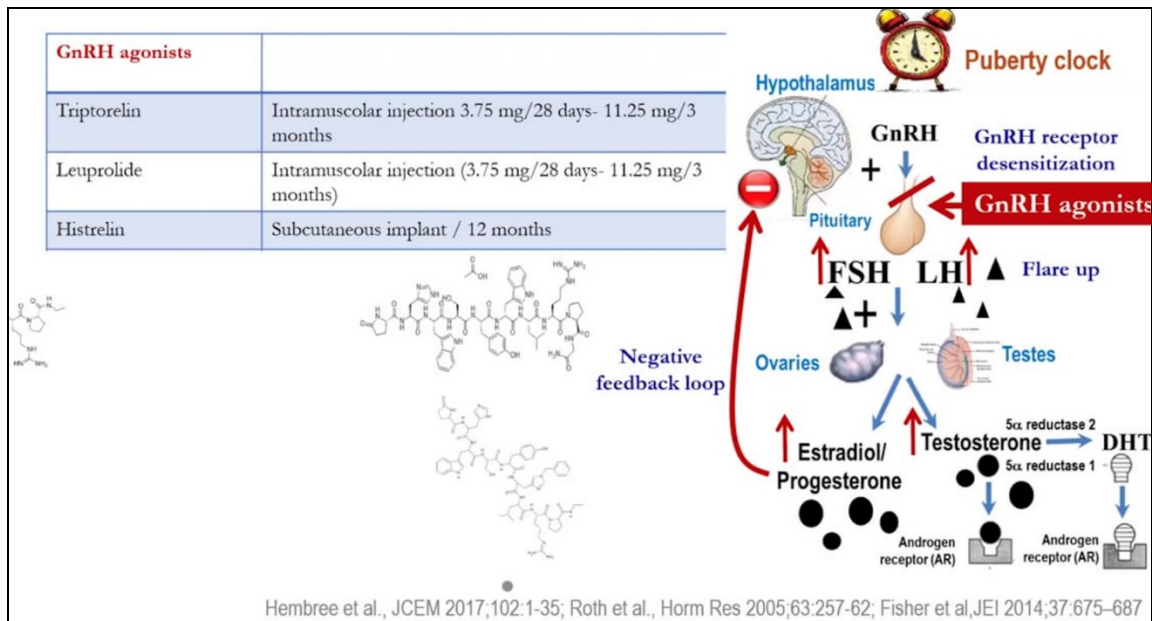 GnRH agonists
Triptorelin
Intramuscolar injection 3.75 mg/28 days- 11.25 mg/3
months
Leuprolide
Intramuscolar injection (3.75 mg/28 days- 11.25 mg/3
months)
Histrelin
Subcutaneous implant / 12 months
Puberty clock
Hypothalamus
GnRH
GnRH receptor
desensitization
+
GnRH agonists
Pituitary
FSH
LH
Flare up
+
Negative
feedback loop
Ovaries
Testes
Estradiol/
Progesterone
Testosterone
5α reductase 2
DHT
5α reductase 1
Androgen
receptor (AR)
Androgen
receptor (AR)
Hembree et al., JCEM 2017;102:1-35; Roth et al., Horm Res 2005;63:257-62; Fisher et al,JEI 2014;37:675–687